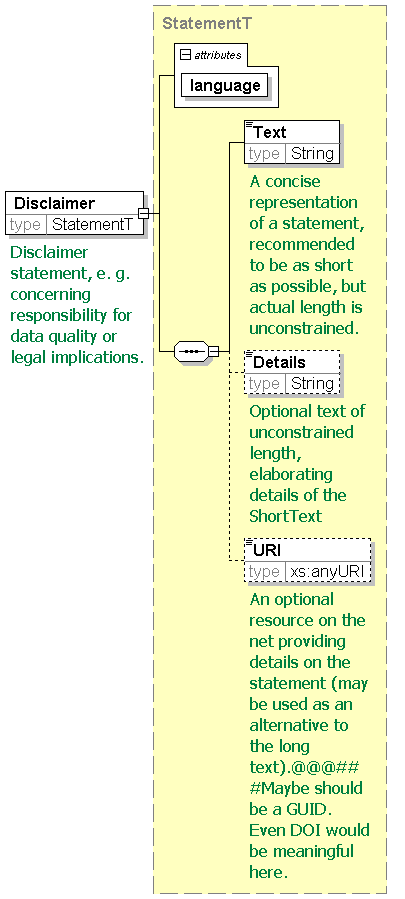 StatementT
attributes
language
Text
type String
A concise
representation
of a statement,
recommended
to be as short
as possible, but
actual length is
unconstrained.
Disclaimer
type StatementT
Disclaimer
statement, e. g.
concerning
responsibility for
data quality or
legal implications.
Details
type String
Optional text of
unconstrained
length,
elaborating
details of the
ShortText
URI
type xs:anyURI
An optional
resource on the
net providing
details on the
statement (may
be used as an
alternative to
the long
text).@@@##
#Maybe should
be a GUID.
Even DOI would
be meaningful
here.